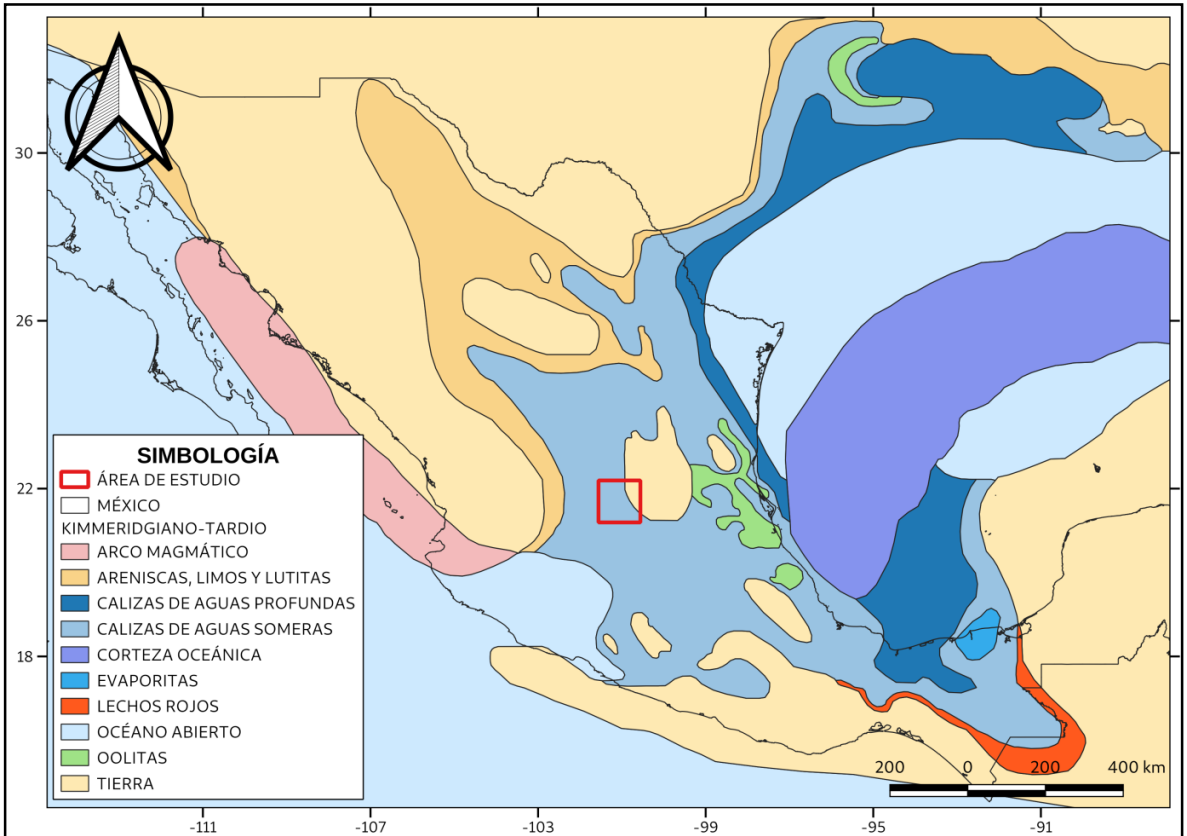 30
26
22
18
SIMBOLOGÍA
ÁREA DE ESTUDIO
MÉXICO
KIMMERIDGIANO-TARDIO
ARCO MAGMÁTICO
ARENISCAS, LIMOS Y LUTITAS
CALIZAS DE AGUAS PROFUNDAS
CALIZAS DE AGUAS SOMERAS
CORTEZA OCEÁNICA
EVAPORITAS
LECHOS ROJOS
OCÉANO ABIERTO
OOLITAS
TIERRA
200 0 200 400 km
-111 -107 -103 -99 -95 -91